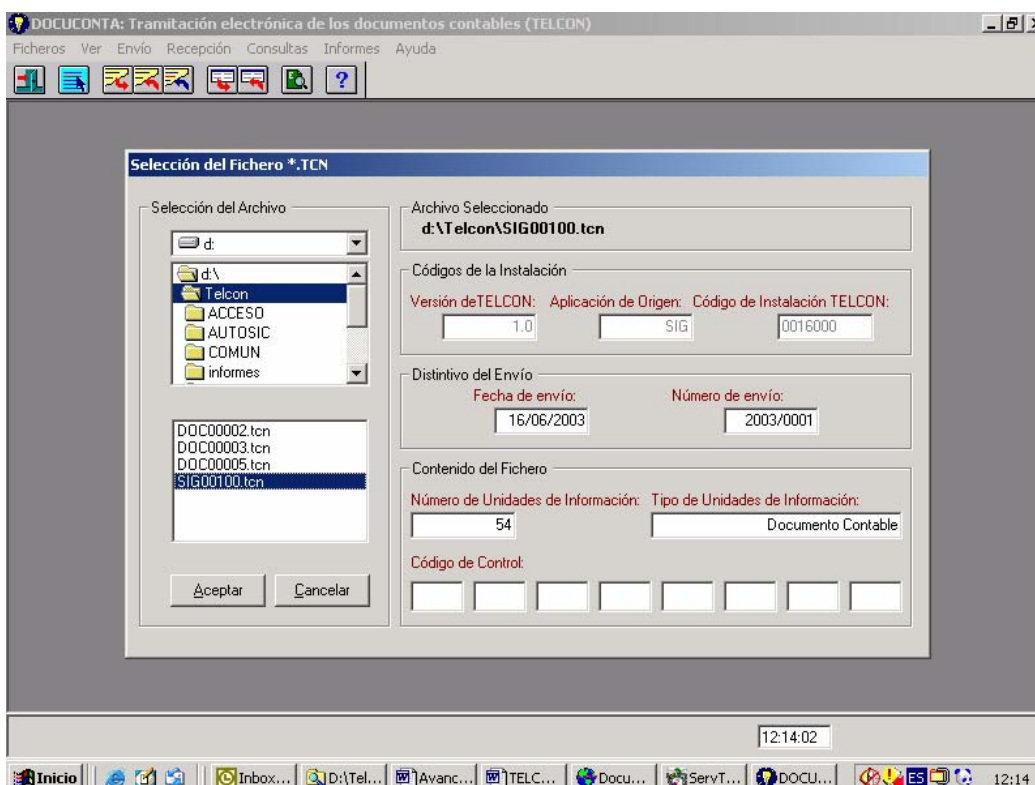 DOCUCONTA: Tramitación electrónica de los documentos contables (TELCON)
Ficheros Ver Envío Recepción Consultas Informes Ayuda
Selección del Fichero *.TCN
Selección del Archivo
d:
d:\
Telcon
ACCESO
AUTOSIC
COMUN
informes
DOC00002.tcn
DOC00003.tcn
DOC00005.tcn
SIG00100.tcn
Aceptar Cancelar
Archivo Seleccionado
d:\Telcon\SIG00100.tcn
Códigos de la Instalación
Versión deTELCON: Aplicación de Origen: Código de Instalación TELCON:
1.0 SIG 0016000
Distintivo del Envío
Fecha de envío: Número de envío:
16/06/2003 2003/0001
Contenido del Fichero
Número de Unidades de Información: Tipo de Unidades de Información:
54 Documento Contable
Código de Control:
12:14:02
Inicio Inbox... D:\Tel... Avanc... TELC... Docu... ServT... DOCU... ES 12:14